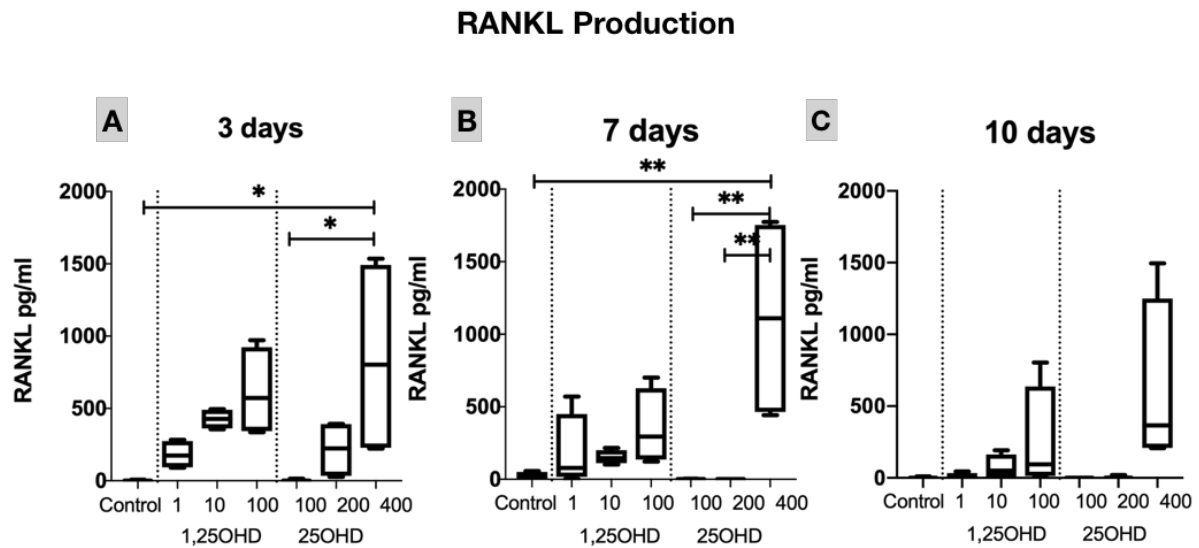 RANKL Production
A
3 days
RANKL pg/ml
2000
1500
1000
500
0
*
*
Control 1 10 100 100 200 400
1,25OHD 25OHD
B
7 days
RANKL pg/ml
2000
1500
1000
500
0
**
**
**
Control 1 10 100 100 200 400
1,25OHD 25OHD
C
10 days
RANKL pg/ml
2000
1500
1000
500
0
Control 1 10 100 100 200 400
1,25OHD 25OHD